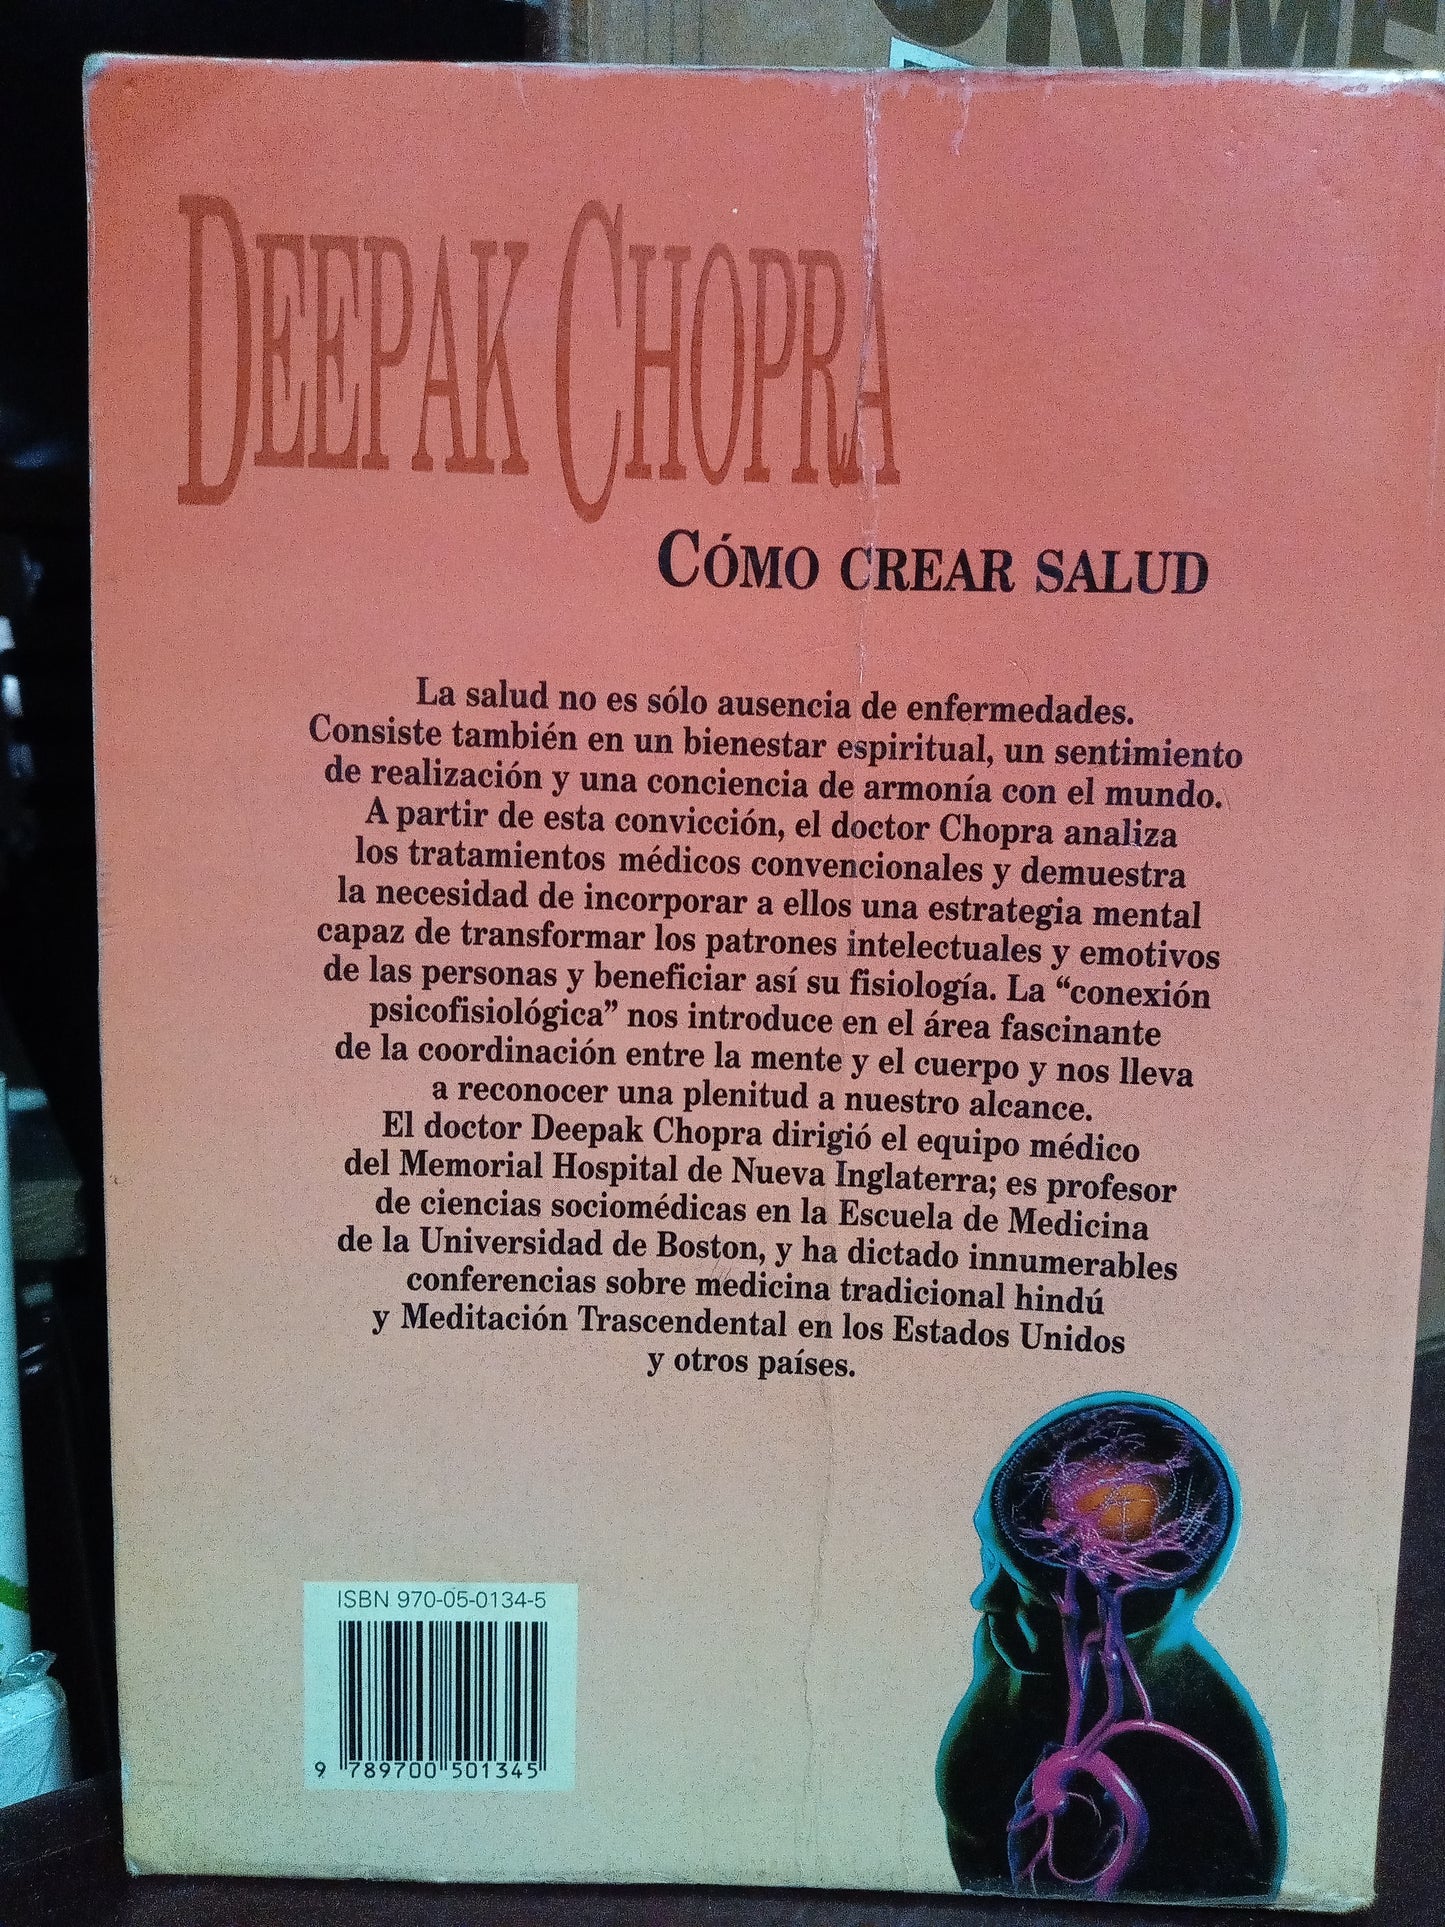 CRIME
DEEPAK CHOPRA
CÓMO CREAR SALUD
La salud no es sólo ausencia de enfermedades.
Consiste también en un bienestar espiritual, un sentimiento
de realización y una conciencia de armonía con el mundo.
A partir de esta convicción, el doctor Chopra analiza
los tratamientos médicos convencionales y demuestra
la necesidad de incorporar a ellos una estrategia mental
capaz de transformar los patrones intelectuales y emotivos
de las personas y beneficiar así su fisiología. La “conexión
psicofisiológica” nos introduce en el área fascinante
de la coordinación entre la mente y el cuerpo y nos lleva
a reconocer una plenitud a nuestro alcance.
El doctor Deepak Chopra dirigió el equipo médico
del Memorial Hospital de Nueva Inglaterra; es profesor
de ciencias sociomédicas en la Escuela de Medicina
de la Universidad de Boston, y ha dictado innumerables
conferencias sobre medicina tradicional hindú
y Meditación Trascendental en los Estados Unidos
y otros países.
ISBN 970-05-0134-5
9 789700 501345